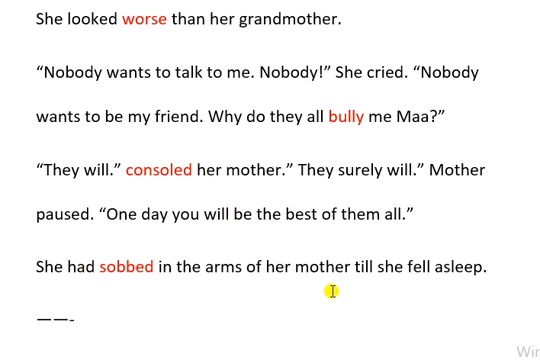 She looked worse than her grandmother.
“Nobody wants to talk to me. Nobody!” She cried. “Nobody
wants to be my friend. Why do they all bully me Maa?”
“They will.” consoled her mother.” They surely will.” Mother
paused. “One day you will be the best of them all.”
She had sobbed in the arms of her mother till she fell asleep.
——-
Wir